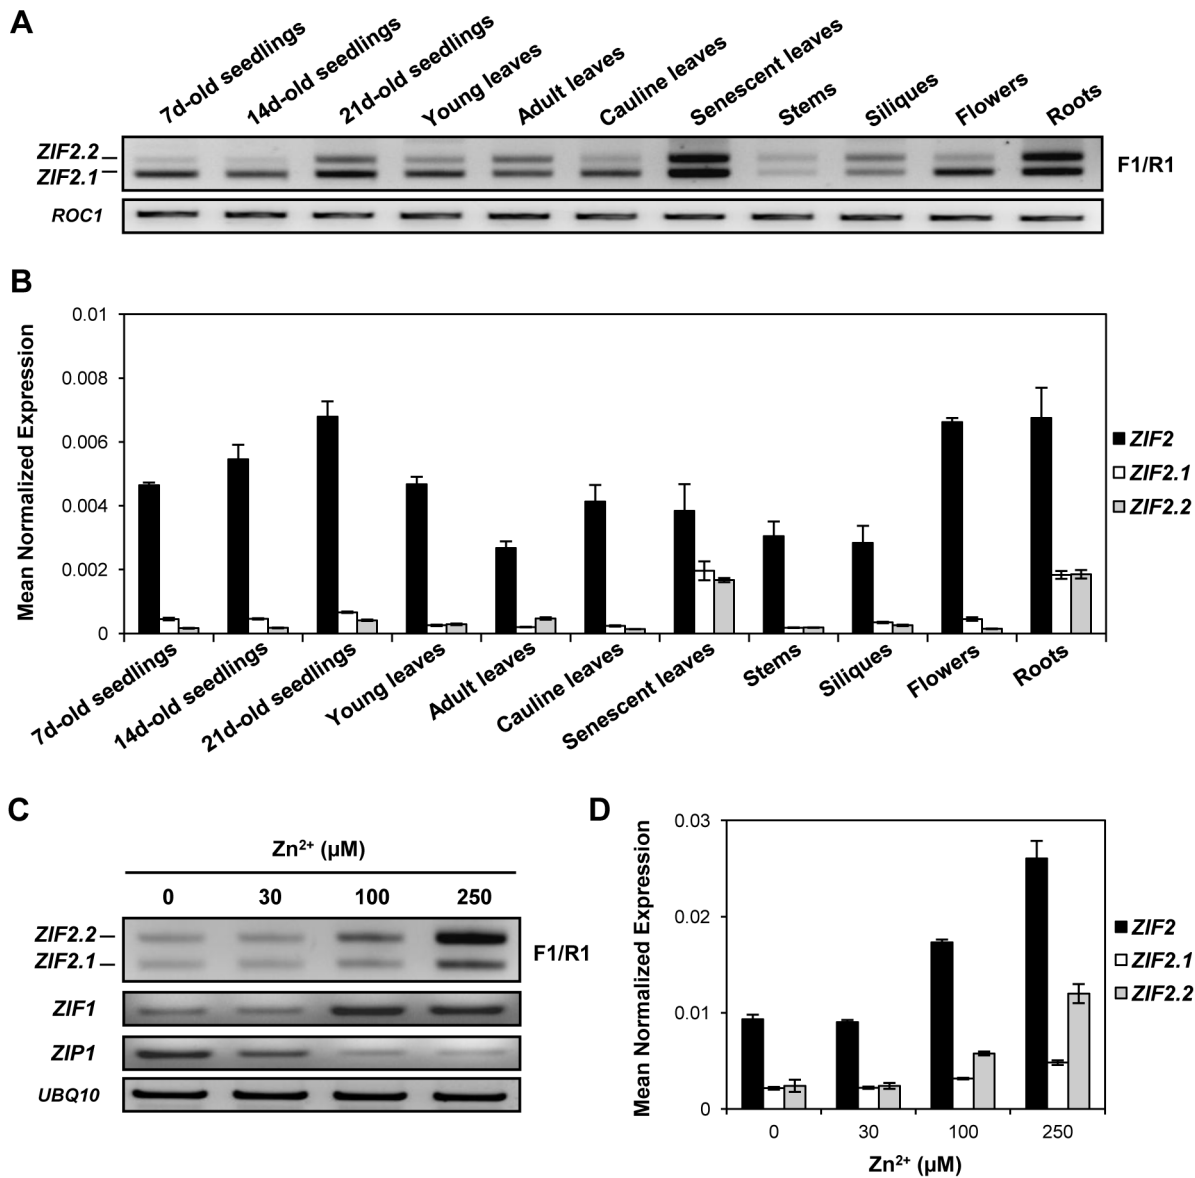 A
7d-old seedlings
14d-old seedlings
21d-old seedlings
Young leaves
Adult leaves
Cauline leaves
Senescent leaves
Stems
Siliques
Flowers
Roots
ZIF2.2
ZIF2.1
F1/R1
ROC1
B
Mean Normalized Expression
0.01
0.008
0.006
0.004
0.002
0
ZIF2
ZIF2.1
ZIF2.2
7d-old seedlings
14d-old seedlings
21d-old seedlings
Young leaves
Adult leaves
Cauline leaves
Senescent leaves
Stems
Siliques
Flowers
Roots
C
Zn²⁺ (µM)
0 30 100 250
ZIF2.2
ZIF2.1
F1/R1
ZIF1
ZIP1
UBQ10
D
Mean Normalized Expression
0.03
0.02
0.01
0
ZIF2
ZIF2.1
ZIF2.2
0 30 100 250
Zn²⁺ (µM)